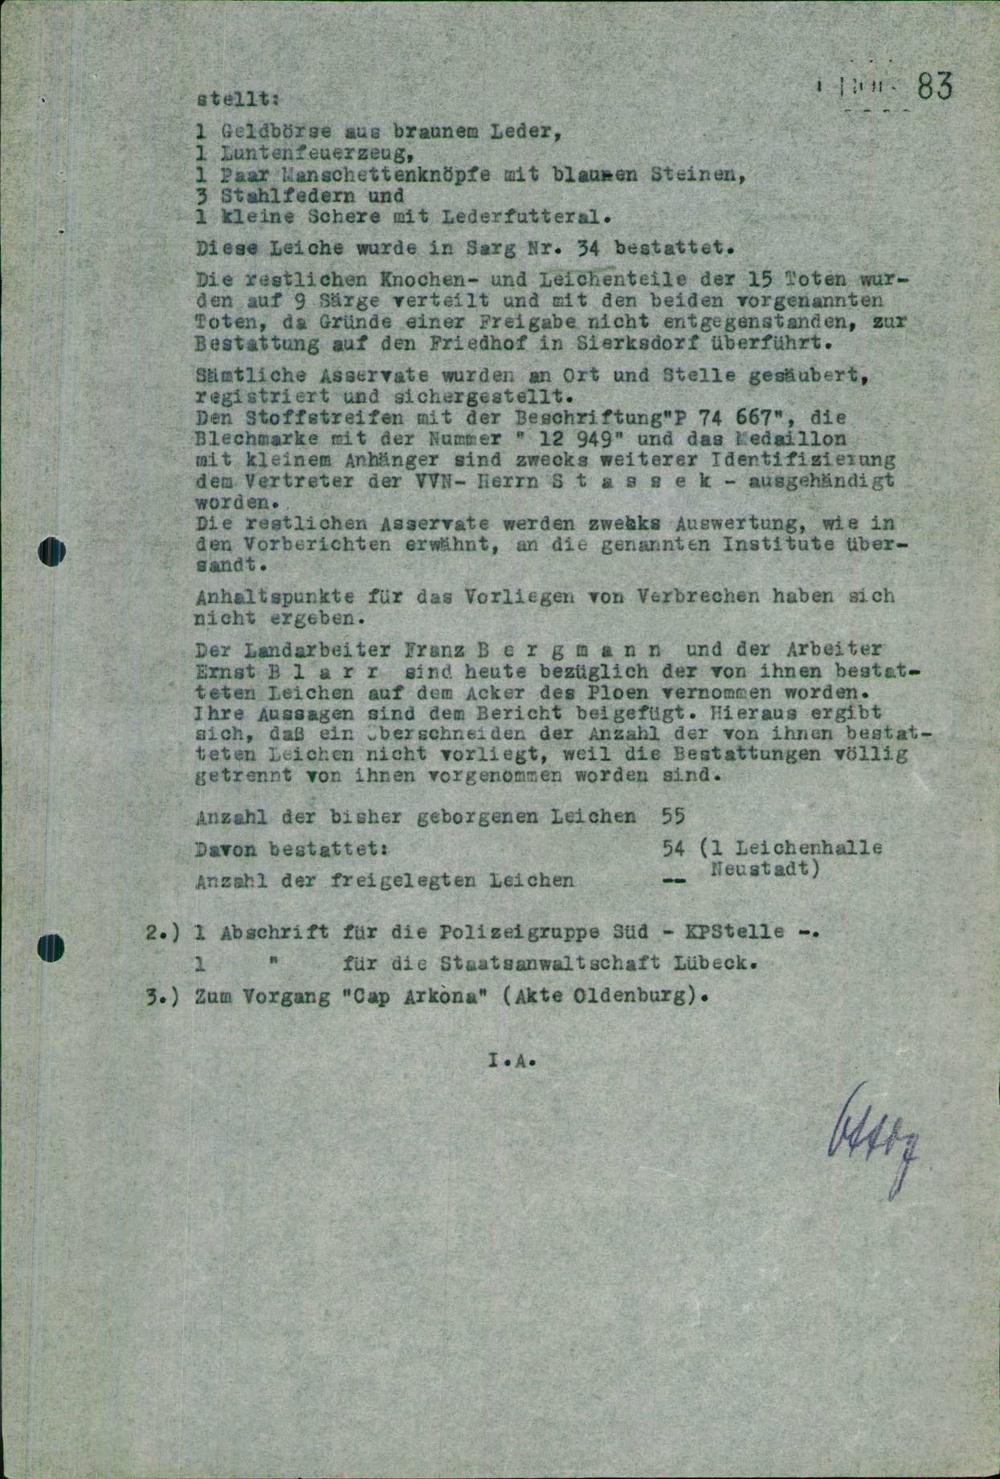 83
stellt:
1 Geldbörse aus braunem Leder,
1 Luntenfeuerzeug,
1 Paar Manschettenknöpfe mit blaumen Steinen,
3 Stahlfedern und
1 kleine Schere mit Lederfutteral.
Diese Leiche wurde in Sarg Nr. 34 bestattet.
Die restlichen Knochen- und Leichenteile der 15 Toten wur-
den auf 9 Särge verteilt und mit den beiden vorgenannten
Toten, da Gründe einer Freigabe nicht entgegenstanden, zur
Bestattung auf den Friedhof in Sierksdorf überführt.
Sämtliche Asservate wurden an Ort und Stelle gesäubert,
registriert und sichergestellt.
Den Stoffstreifen mit der Beschriftung"P 74 667", die
Blechmarke mit der Nummer " 12 949" und das Medaillon
mit kleinem Anhänger sind zwecks weiterer Identifizierung
dem Vertreter der VVN- Herrn S t a s s e k - ausgehändigt
worden.
Die restlichen Asservate werden zwekks Auswertung, wie in
den Vorberichten erwähnt, an die genannten Institute über-
sandt.
Anhaltspunkte für das Vorliegen von Verbrechen haben sich
nicht ergeben.
Der Landarbeiter Franz B e r g m a n n und der Arbeiter
Ernst B l a r r sind heute bezüglich der von ihnen bestat-
teten Leichen auf dem Acker des Ploen vernommen worden.
Ihre Aussagen sind dem Bericht beigefügt. Hieraus ergibt
sich, daß ein Überschneiden der Anzahl der von ihnen bestat-
teten Leichen nicht vorliegt, weil die Bestattungen völlig
getrennt von ihnen vorgenommen worden sind.
Anzahl der bisher geborgenen Leichen 55
Davon bestattet: 54 (1 Leichenhalle
Neustadt)
Anzahl der freigelegten Leichen --
2.) 1 Abschrift für die Polizeigruppe Süd - KPStelle -.
1 " für die Staatsanwaltschaft Lübeck.
3.) Zum Vorgang "Cap Arkona" (Akte Oldenburg).
I.A.